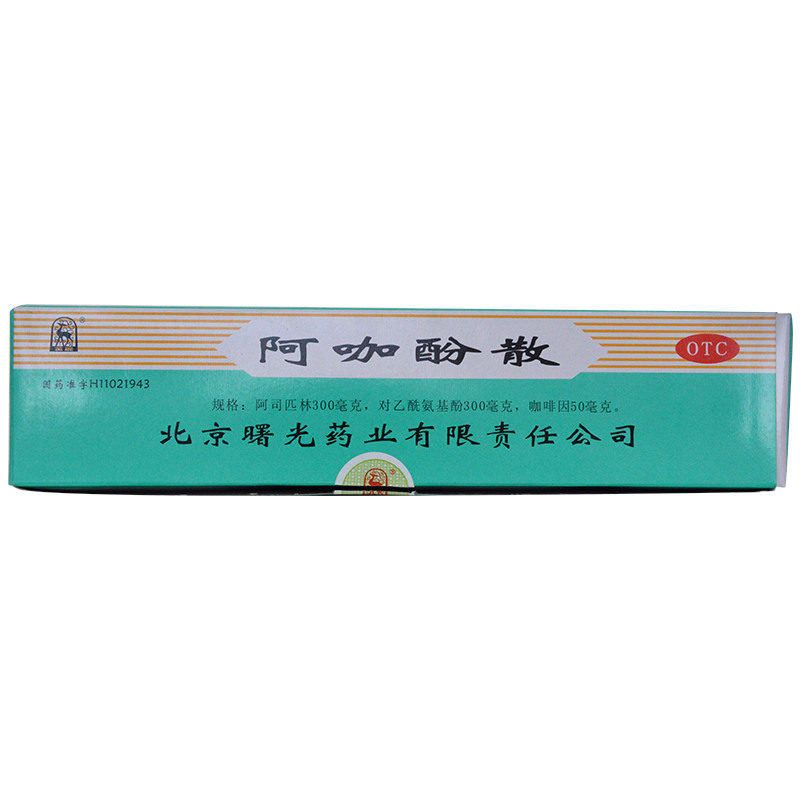 ®
阿咖酚散
OTC
国药准字H11021943
规格：阿司匹林300毫克，对乙酰氨基酚300毫克，咖啡因50毫克。
北京曙光药业有限责任公司